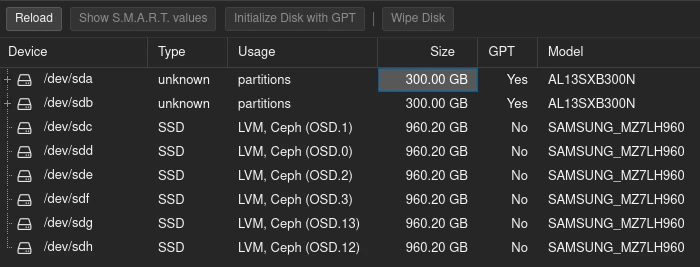 Reload Show S.M.A.R.T. values Initialize Disk with GPT Wipe Disk
Device Type Usage Size GPT Model
/dev/sda unknown partitions 300.00 GB Yes AL13SXB300N
/dev/sdb unknown partitions 300.00 GB Yes AL13SXB300N
/dev/sdc SSD LVM, Ceph (OSD.1) 960.20 GB No SAMSUNG_MZ7LH960
/dev/sdd SSD LVM, Ceph (OSD.0) 960.20 GB No SAMSUNG_MZ7LH960
/dev/sde SSD LVM, Ceph (OSD.2) 960.20 GB No SAMSUNG_MZ7LH960
/dev/sdf SSD LVM, Ceph (OSD.3) 960.20 GB No SAMSUNG_MZ7LH960
/dev/sdg SSD LVM, Ceph (OSD.13) 960.20 GB No SAMSUNG_MZ7LH960
/dev/sdh SSD LVM, Ceph (OSD.12) 960.20 GB No SAMSUNG_MZ7LH960